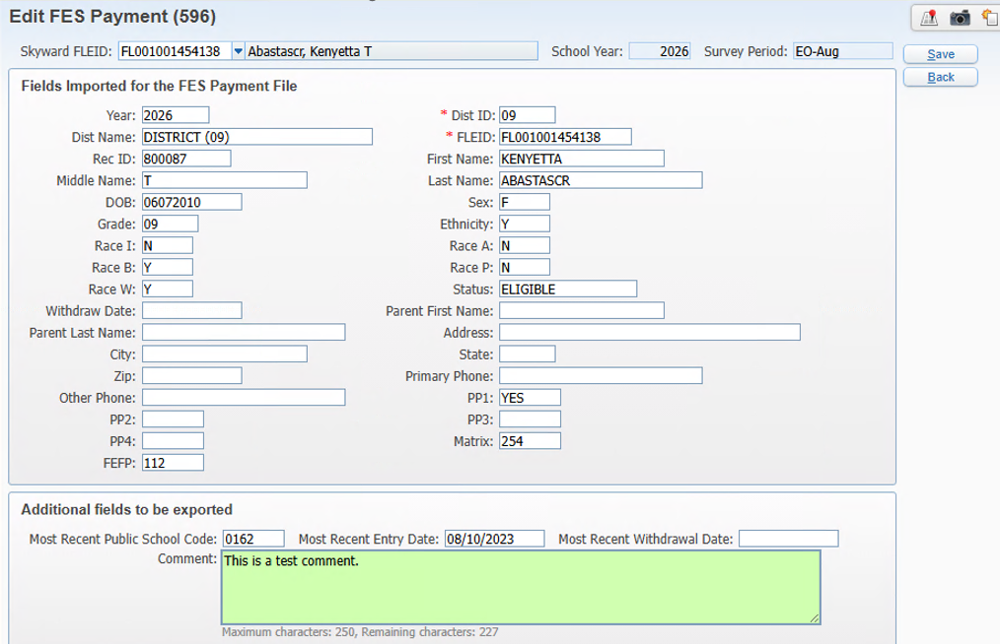 Edit FES Payment (596)
Skyward FLEID: FL001001454138 Abastascr, Kenyetta T School Year: 2026 Survey Period: EO-Aug
Save
Back
Fields Imported for the FES Payment File
Year: 2026 * Dist ID: 09
Dist Name: DISTRICT (09) * FLEID: FL001001454138
Rec ID: 800087 First Name: KENYETTA
Middle Name: T Last Name: ABASTASCR
DOB: 06072010 Sex: F
Grade: 09 Ethnicity: Y
Race I: N Race A: N
Race B: Y Race P: N
Race W: Y Status: ELIGIBLE
Withdraw Date: Parent First Name:
Parent Last Name: Address:
City: State:
Zip: Primary Phone:
Other Phone: PP1: YES
PP2: PP3:
PP4: Matrix: 254
FEFP: 112
Additional fields to be exported
Most Recent Public School Code: 0162 Most Recent Entry Date: 08/10/2023 Most Recent Withdrawal Date:
Comment: This is a test comment.
Maximum characters: 250, Remaining characters: 227